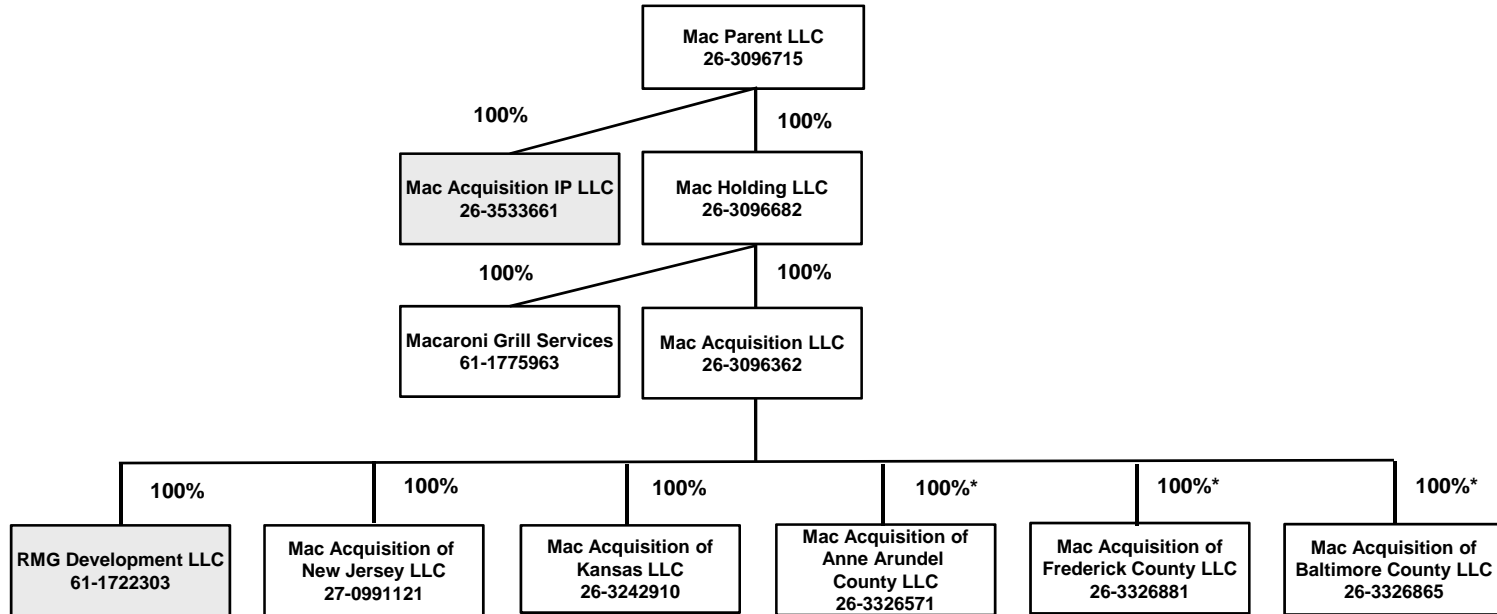 Mac Parent LLC
26-3096715
100%
100%
Mac Acquisition IP LLC
26-3533661
Mac Holding LLC
26-3096682
100%
100%
Macaroni Grill Services
61-1775963
Mac Acquisition LLC
26-3096362
100%
100%
100%
100%*
100%*
100%*
RMG Development LLC
61-1722303
Mac Acquisition of
New Jersey LLC
27-0991121
Mac Acquisition of
Kansas LLC
26-3242910
Mac Acquisition of
Anne Arundel
County LLC
26-3326571
Mac Acquisition of
Frederick County LLC
26-3326881
Mac Acquisition of
Baltimore County LLC
26-3326865